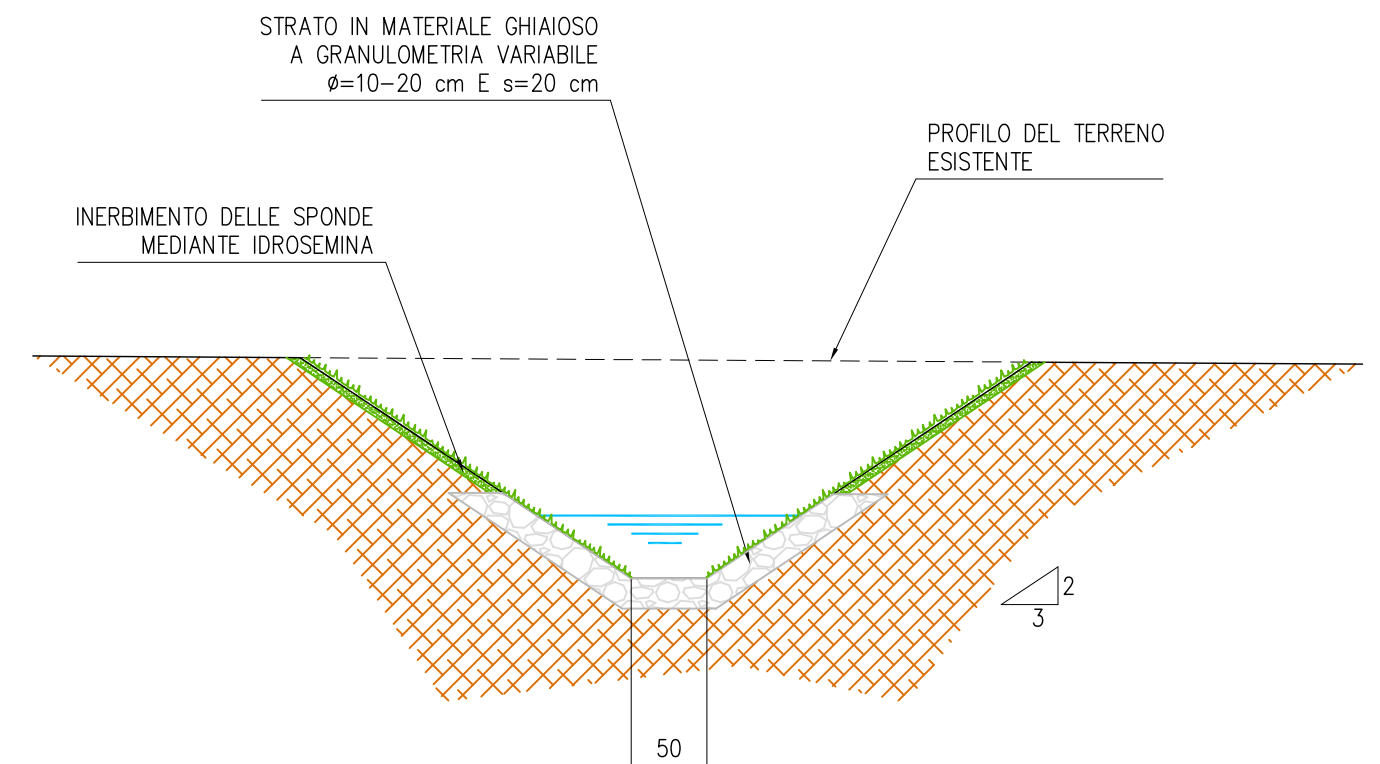 STRATO IN MATERIALE GHIAIOSO
A GRANULOMETRIA VARIABILE
ø=10-20 cm E s=20 cm
PROFILO DEL TERRENO
ESISTENTE
INERBIMENTO DELLE SPONDE
MEDIANTE IDROSEMINA
2
3
50